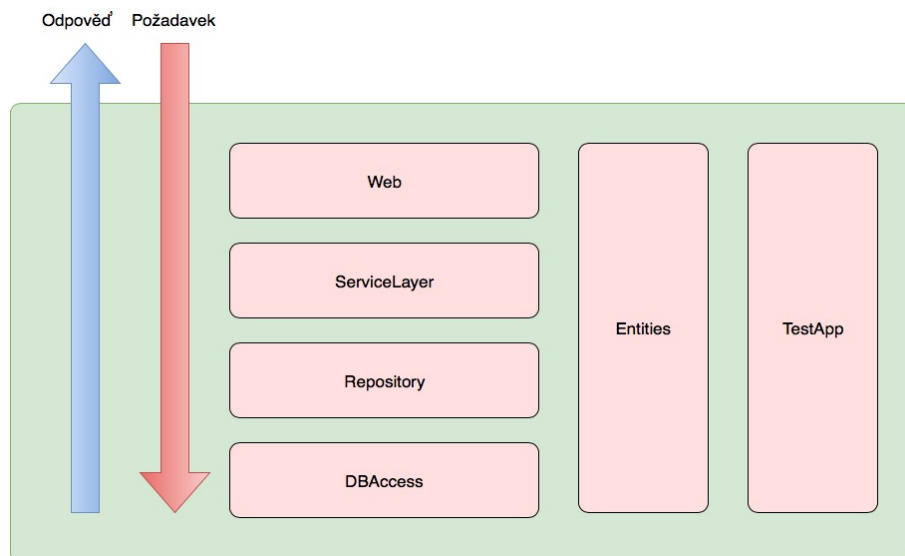 Odpověď Požadavek
Web
ServiceLayer
Repository
DBAccess
Entities
TestApp